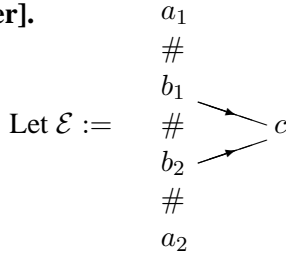 er].
a₁
#
b₁
Let ℰ := # c
b₂
#
a₂